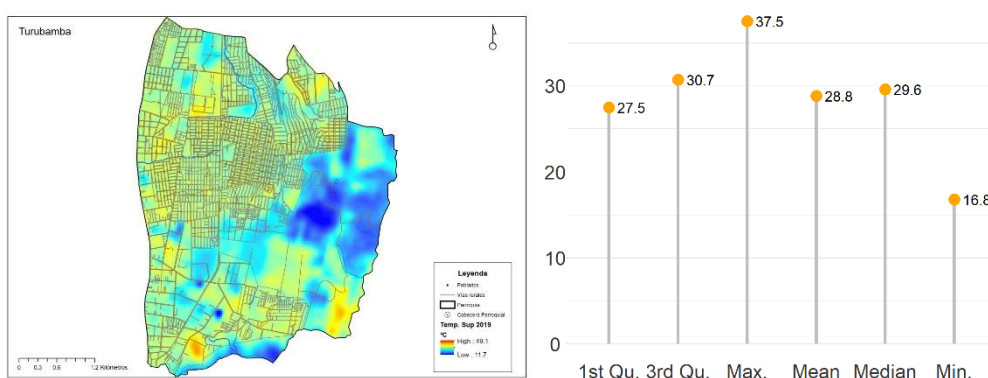 Turubamba
Leyenda
Poblados
Vías rurales
Parroquia
Cabecera Parroquial
Temp. Sup 2019
°C
High : 49.1
Low : 11.7
0 0.3 0.6 1.2 Kilómetros
37.5
30.7
29.6
28.8
27.5
16.8
30
20
10
0
1st Qu. 3rd Qu. Max. Mean Median Min.